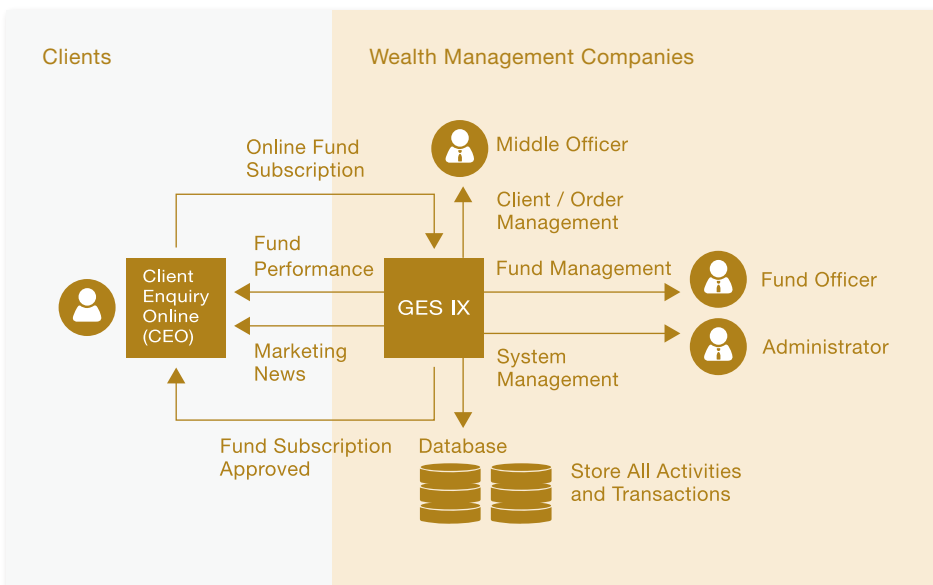 Clients
Wealth Management Companies
Online Fund
Subscription
Middle Officer
Client / Order
Management
Fund
Performance
Fund Management
Fund Officer
Client
Enquiry
Online
(CEO)
GES IX
Marketing
News
System
Management
Administrator
Fund Subscription
Approved
Database
Store All Activities
and Transactions